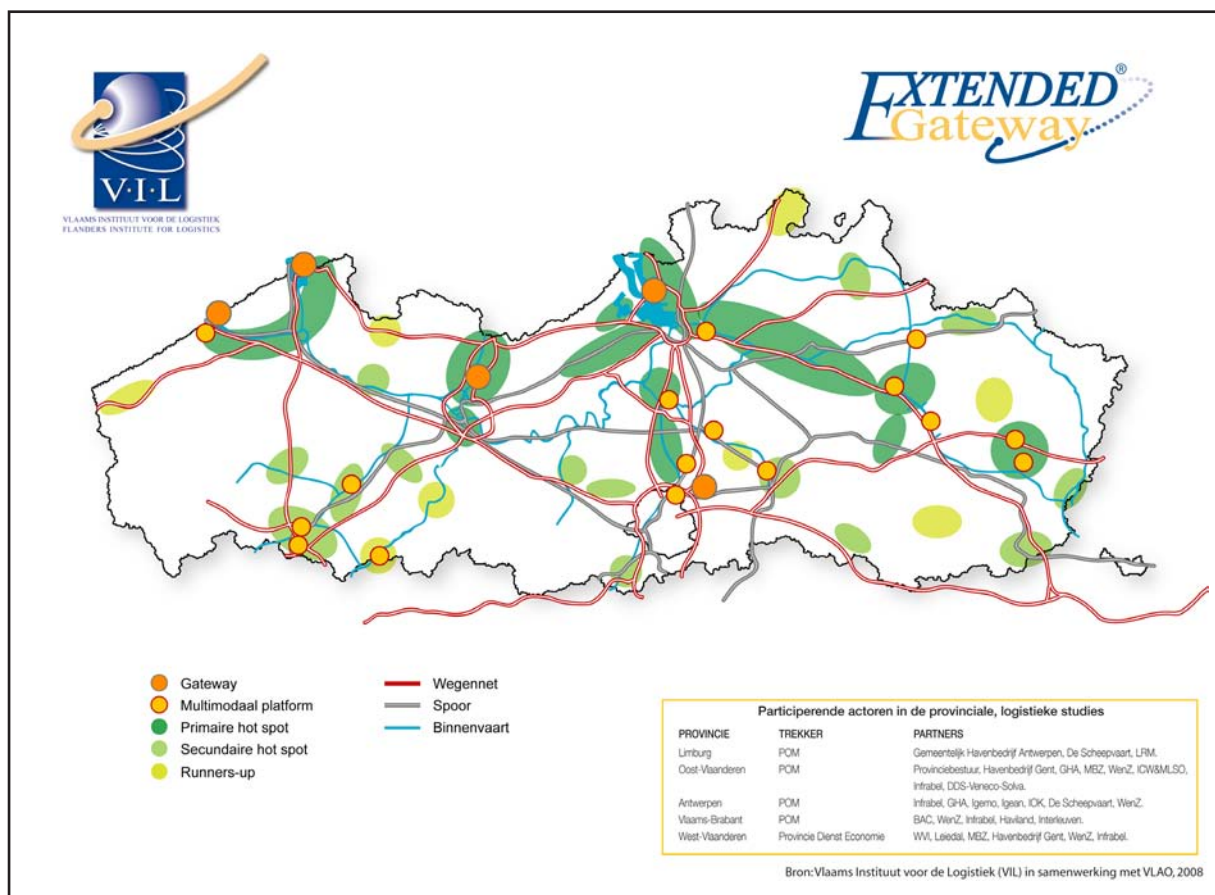 V·I·L
VLAAMS INSTITUUT VOOR DE LOGISTIEK
FLANDERS INSTITUTE FOR LOGISTICS
EXTENDED®
Gateway
Gateway
Multimodaal platform
Primaire hot spot
Secundaire hot spot
Runners-up
Wegennet
Spoor
Binnenvaart
Participerende actoren in de provinciale, logistieke studies
PROVINCIE TREKKER PARTNERS
Limburg POM Gemeentelijk Havenbedrijf Antwerpen, De Scheepvaart, LRM.
Oost-Vlaanderen POM Provinciebestuur, Havenbedrijf Gent, GHA, MBZ, WenZ, ICW&MLSO,
Infrabel, DDS-Veneco-Solva.
Antwerpen POM Infrabel, GHA, Igemo, Igean, IOK, De Scheepvaart, WenZ.
Vlaams-Brabant POM BAC, WenZ, Infrabel, Haviland, Interleuven.
West-Vlaanderen Provincie Dienst Economie WVI, Leiedal, MBZ, Havenbedrijf Gent, WenZ, Infrabel.
Bron: Vlaams Instituut voor de Logistiek (VIL) in samenwerking met VLAO, 2008